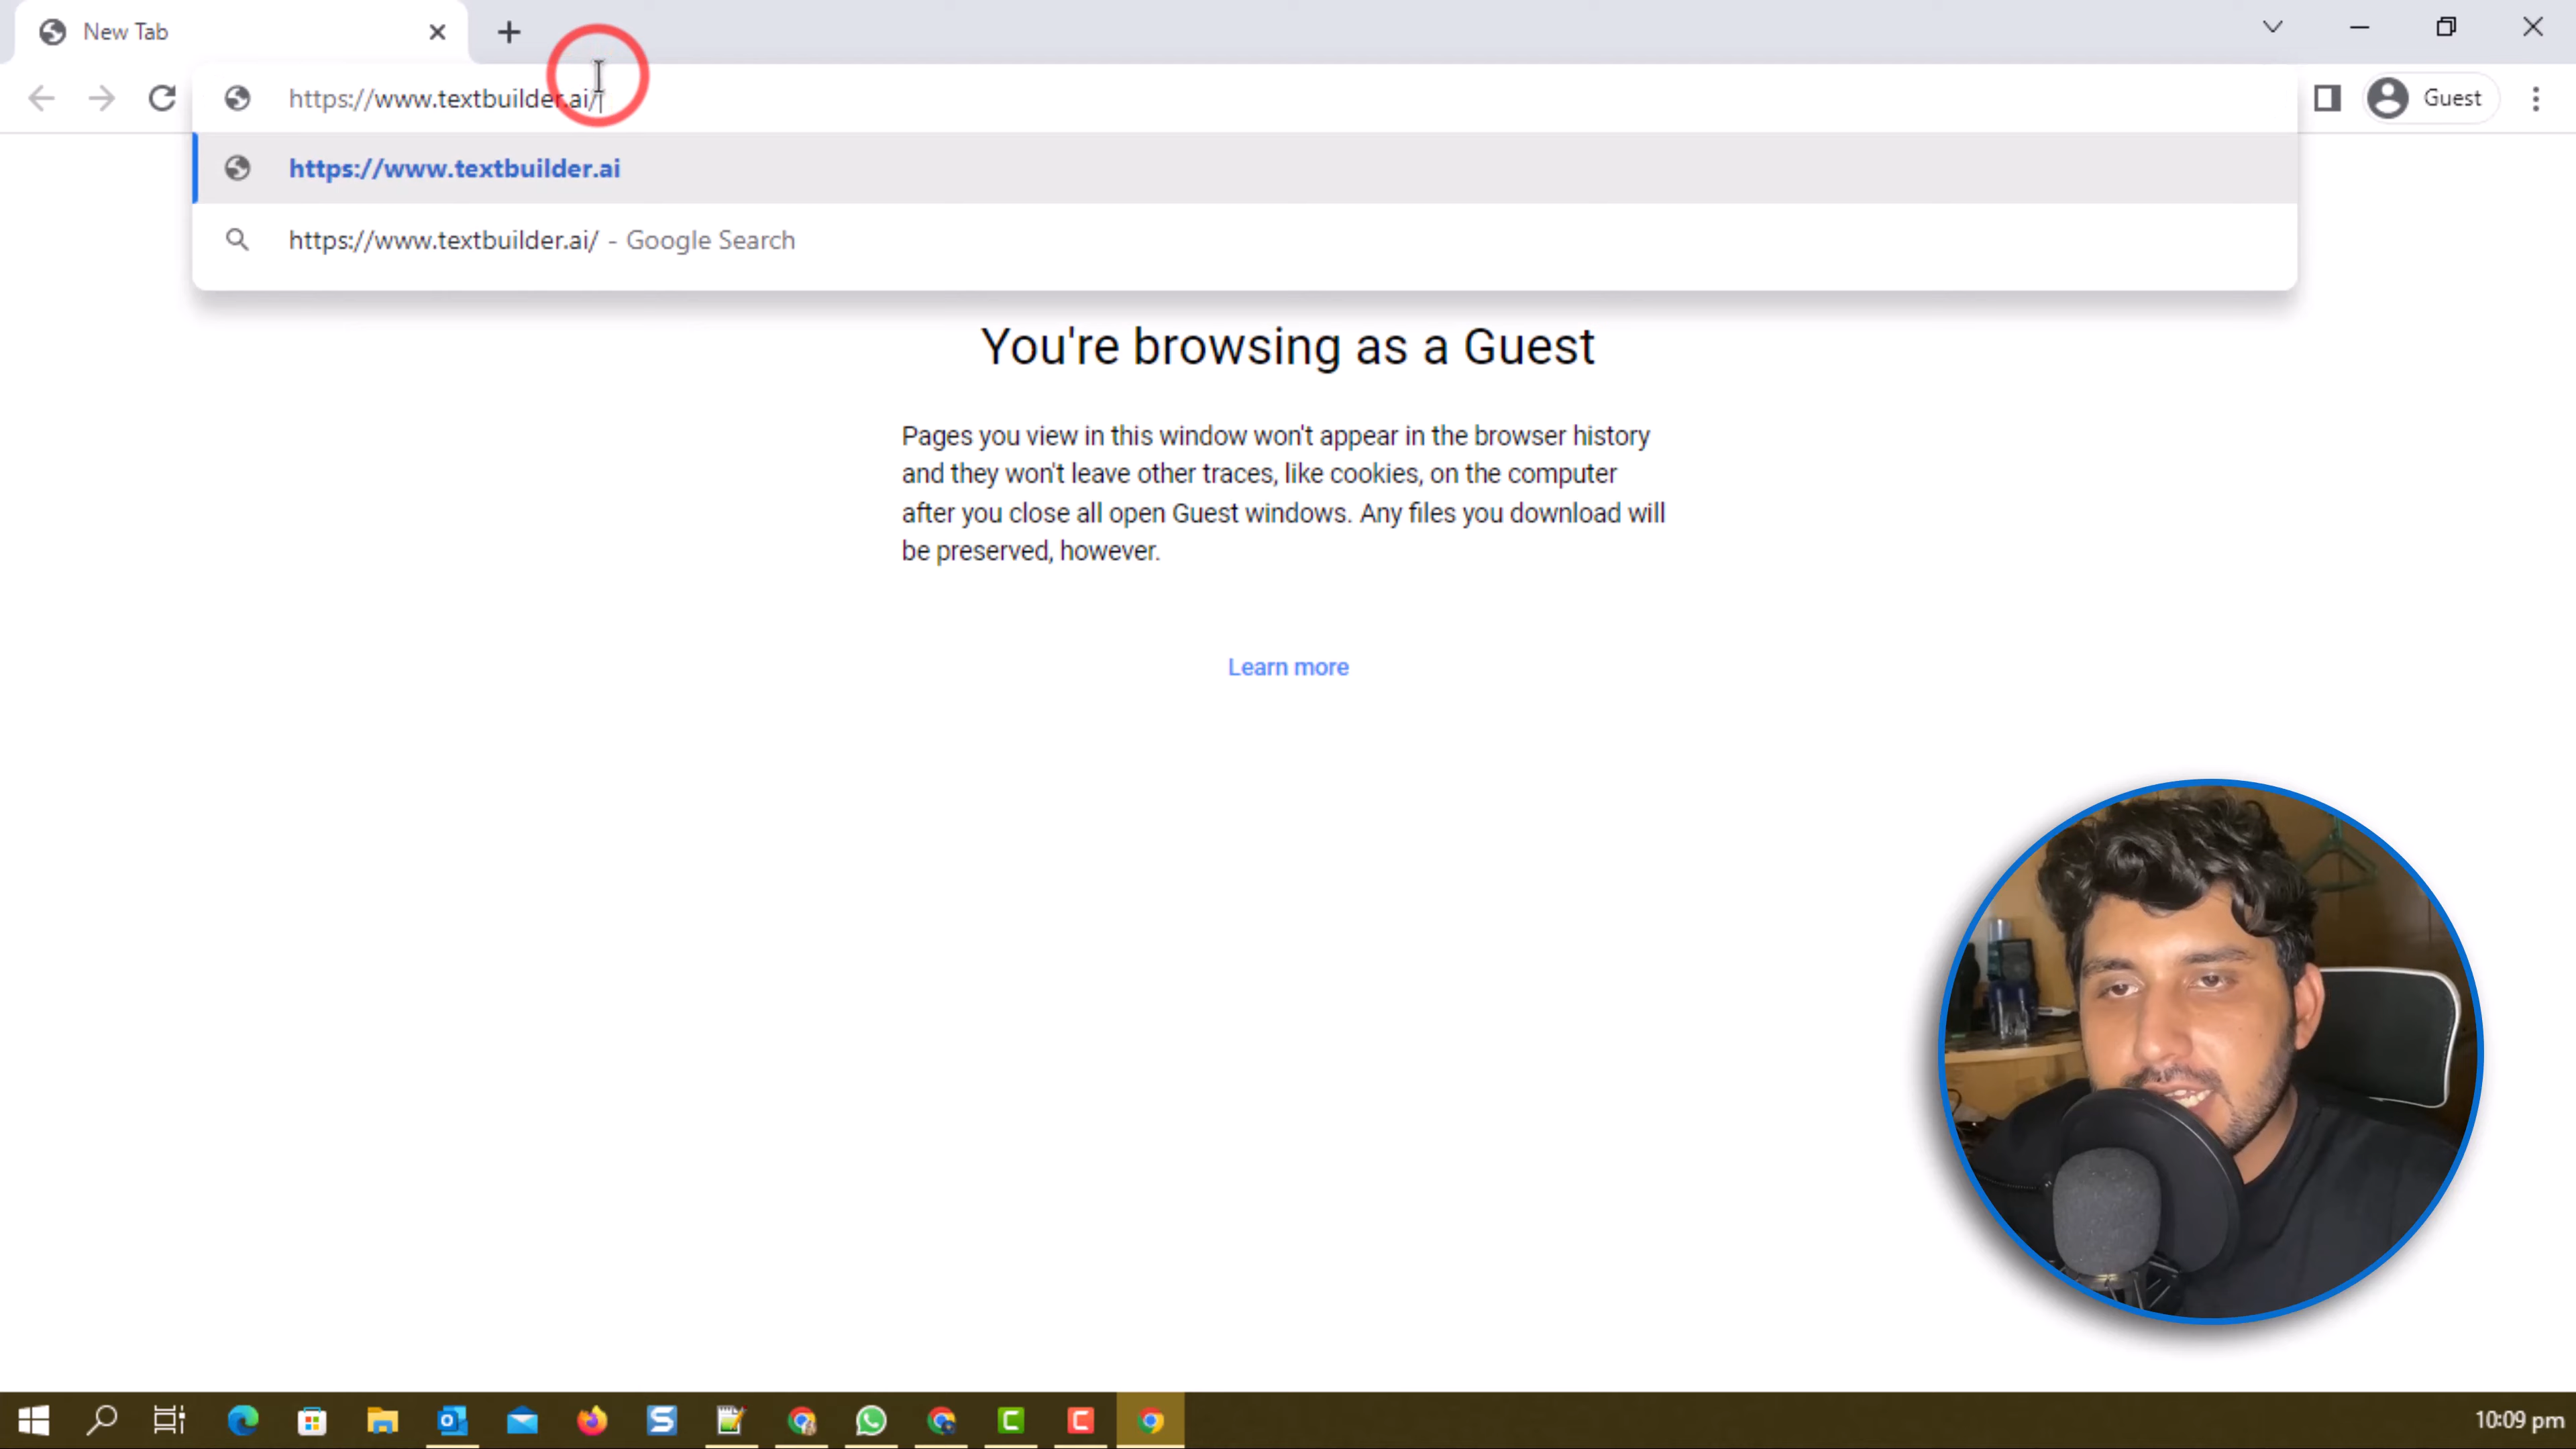 New Tab
https://www.textbuilder.ai/
Guest
https://www.textbuilder.ai
https://www.textbuilder.ai/ - Google Search
You're browsing as a Guest
Pages you view in this window won't appear in the browser history
and they won't leave other traces, like cookies, on the computer
after you close all open Guest windows. Any files you download will
be preserved, however.
Learn more
10:09 pm